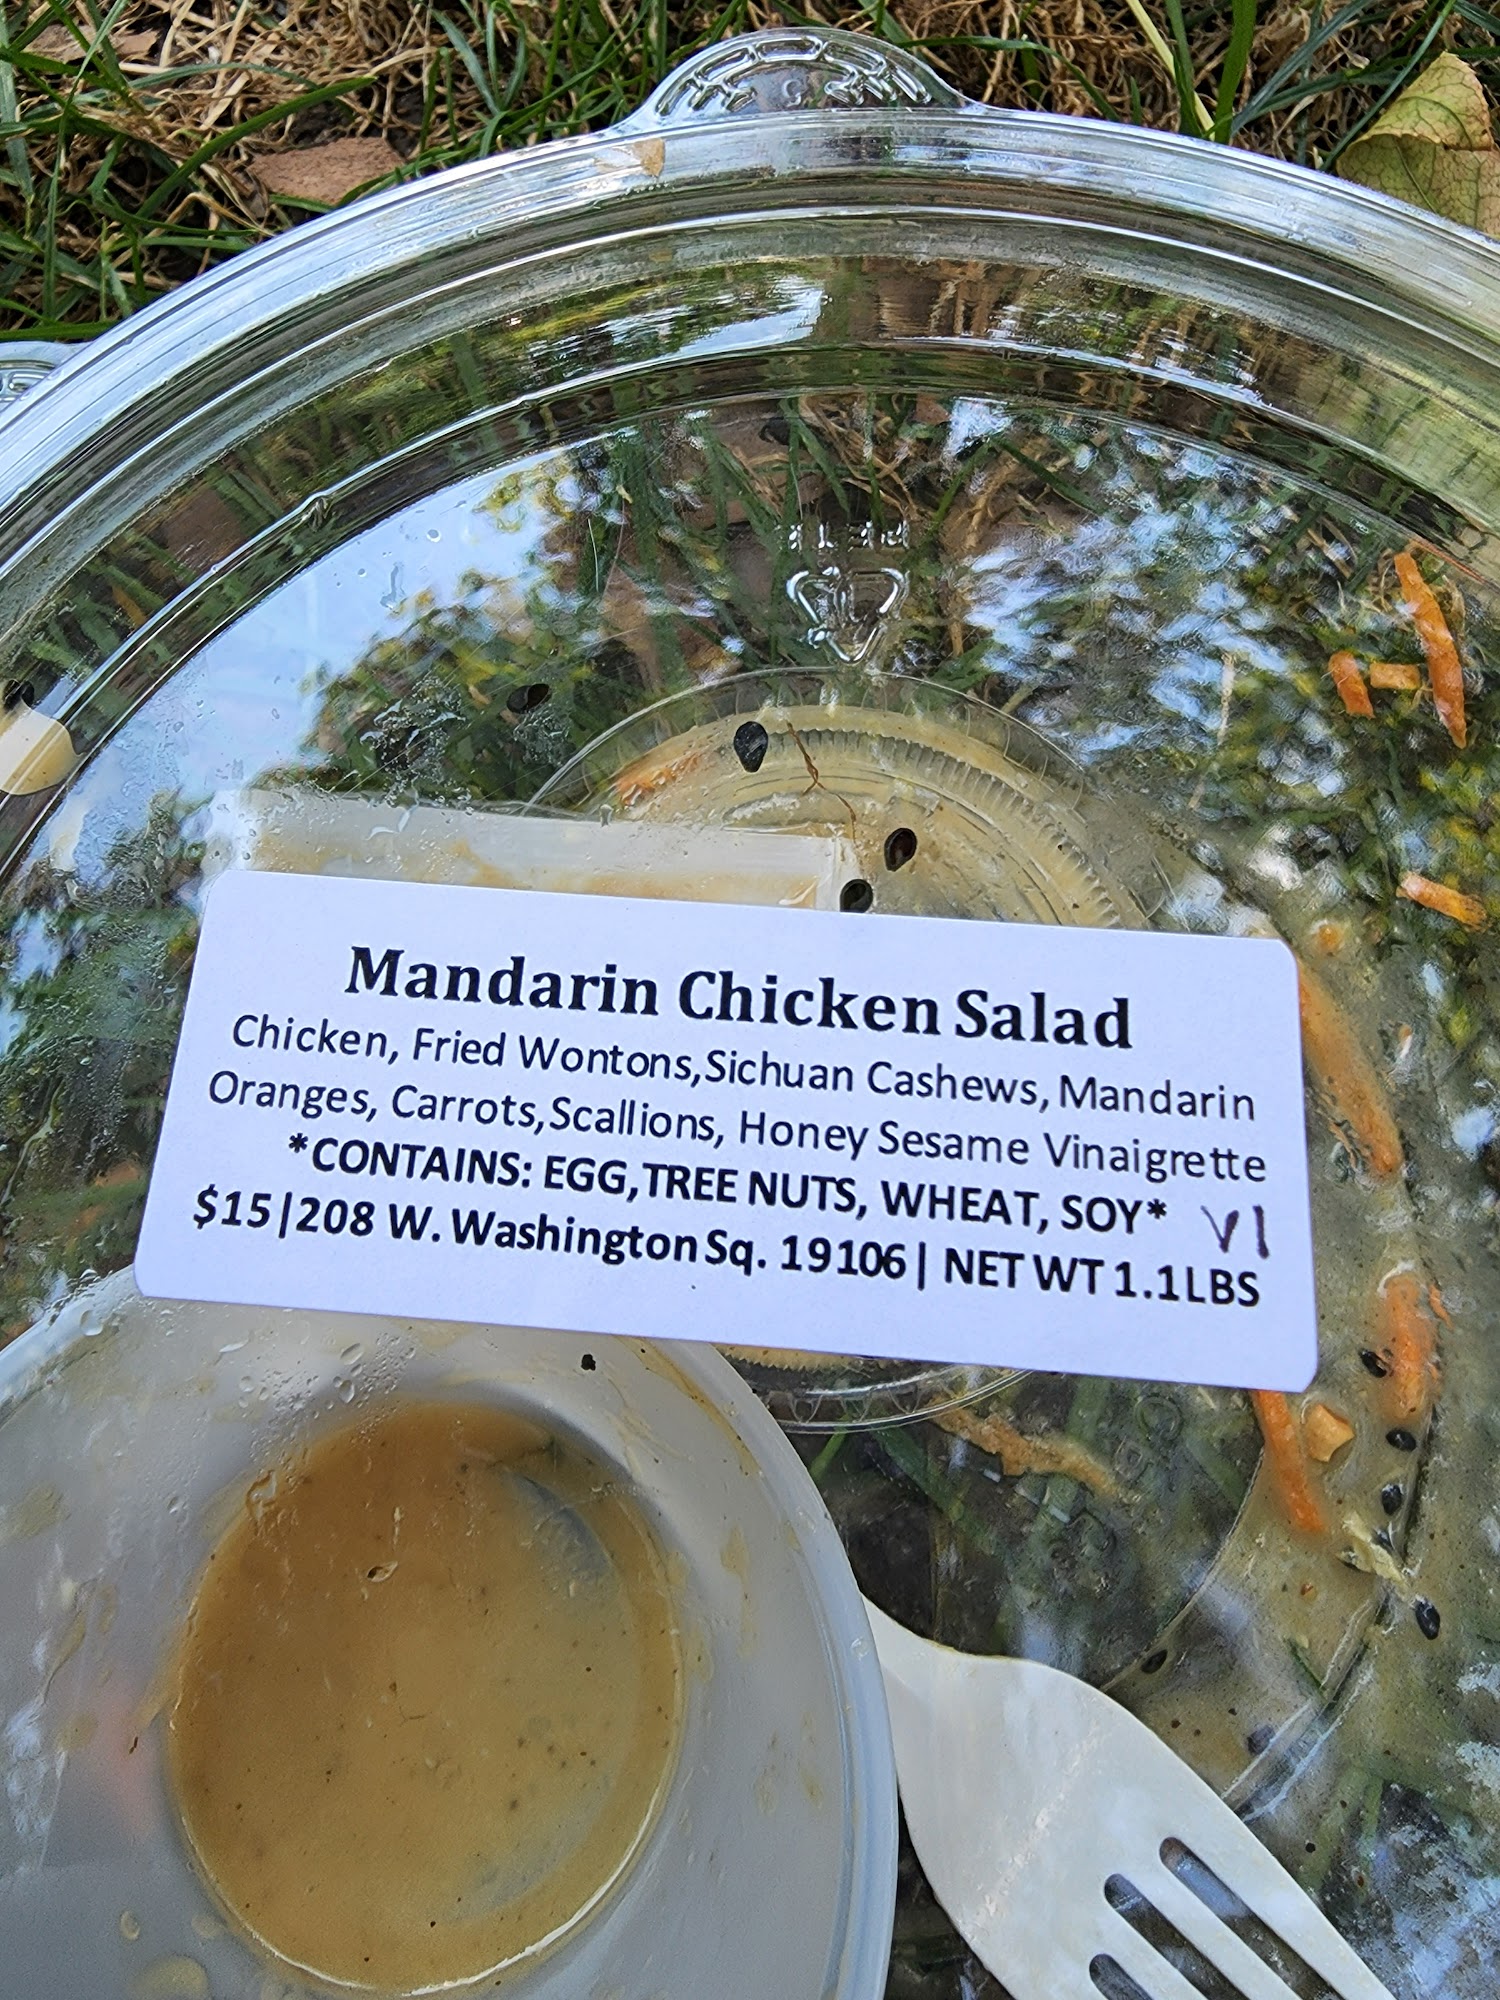 Mandarin Chicken Salad
Chicken, Fried Wontons,Sichuan Cashews, Mandarin
Oranges, Carrots,Scallions, Honey Sesame Vinaigrette
*CONTAINS: EGG,TREE NUTS, WHEAT, SOY* V1
$15|208 W. Washington Sq. 19106| NET WT 1.1LBS